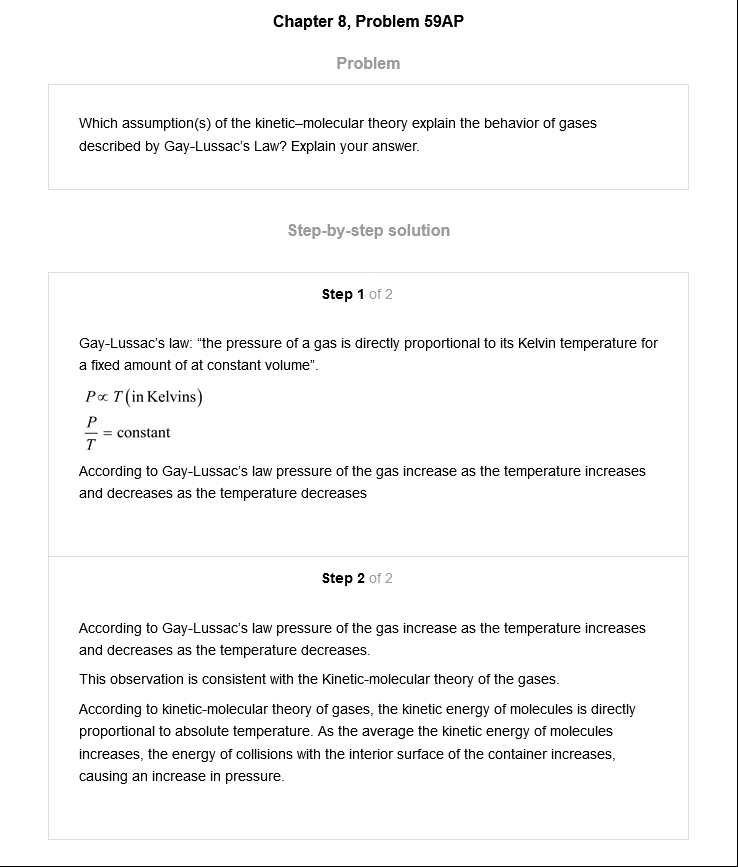 Chapter 8, Problem 59AP
Problem
Which assumption(s) of the kinetic–molecular theory explain the behavior of gases
described by Gay-Lussac's Law? Explain your answer.
Step-by-step solution
Step 1 of 2
Gay-Lussac's law: “the pressure of a gas is directly proportional to its Kelvin temperature for
a fixed amount of at constant volume”.
P ∝ T (in Kelvins)
P/T = constant
According to Gay-Lussac's law pressure of the gas increase as the temperature increases
and decreases as the temperature decreases
Step 2 of 2
According to Gay-Lussac's law pressure of the gas increase as the temperature increases
and decreases as the temperature decreases.
This observation is consistent with the Kinetic-molecular theory of the gases.
According to kinetic-molecular theory of gases, the kinetic energy of molecules is directly
proportional to absolute temperature. As the average the kinetic energy of molecules
increases, the energy of collisions with the interior surface of the container increases,
causing an increase in pressure.